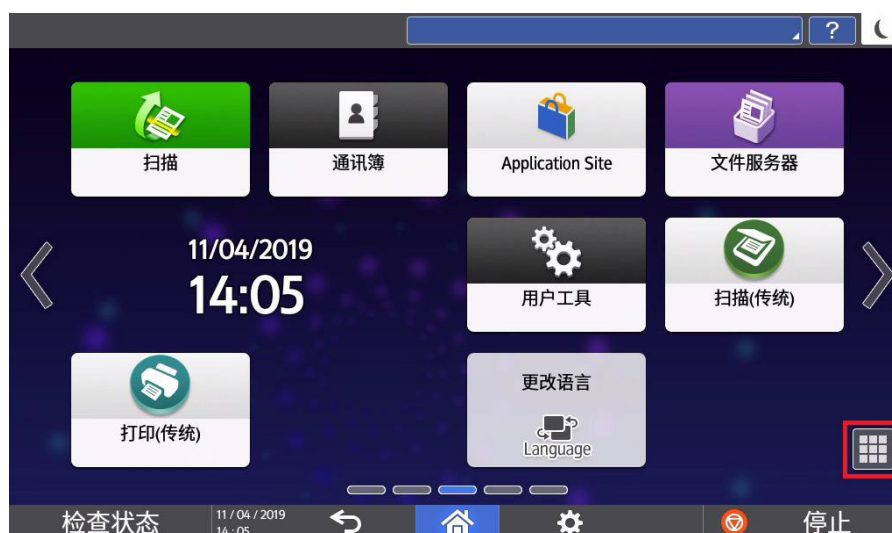 ?
扫描
通讯簿
Application Site
文件服务器
11/04/2019
14:05
用户工具
扫描(传统)
打印(传统)
更改语言
Language
检查状态
11 / 04 / 2019
14 : 05
停止